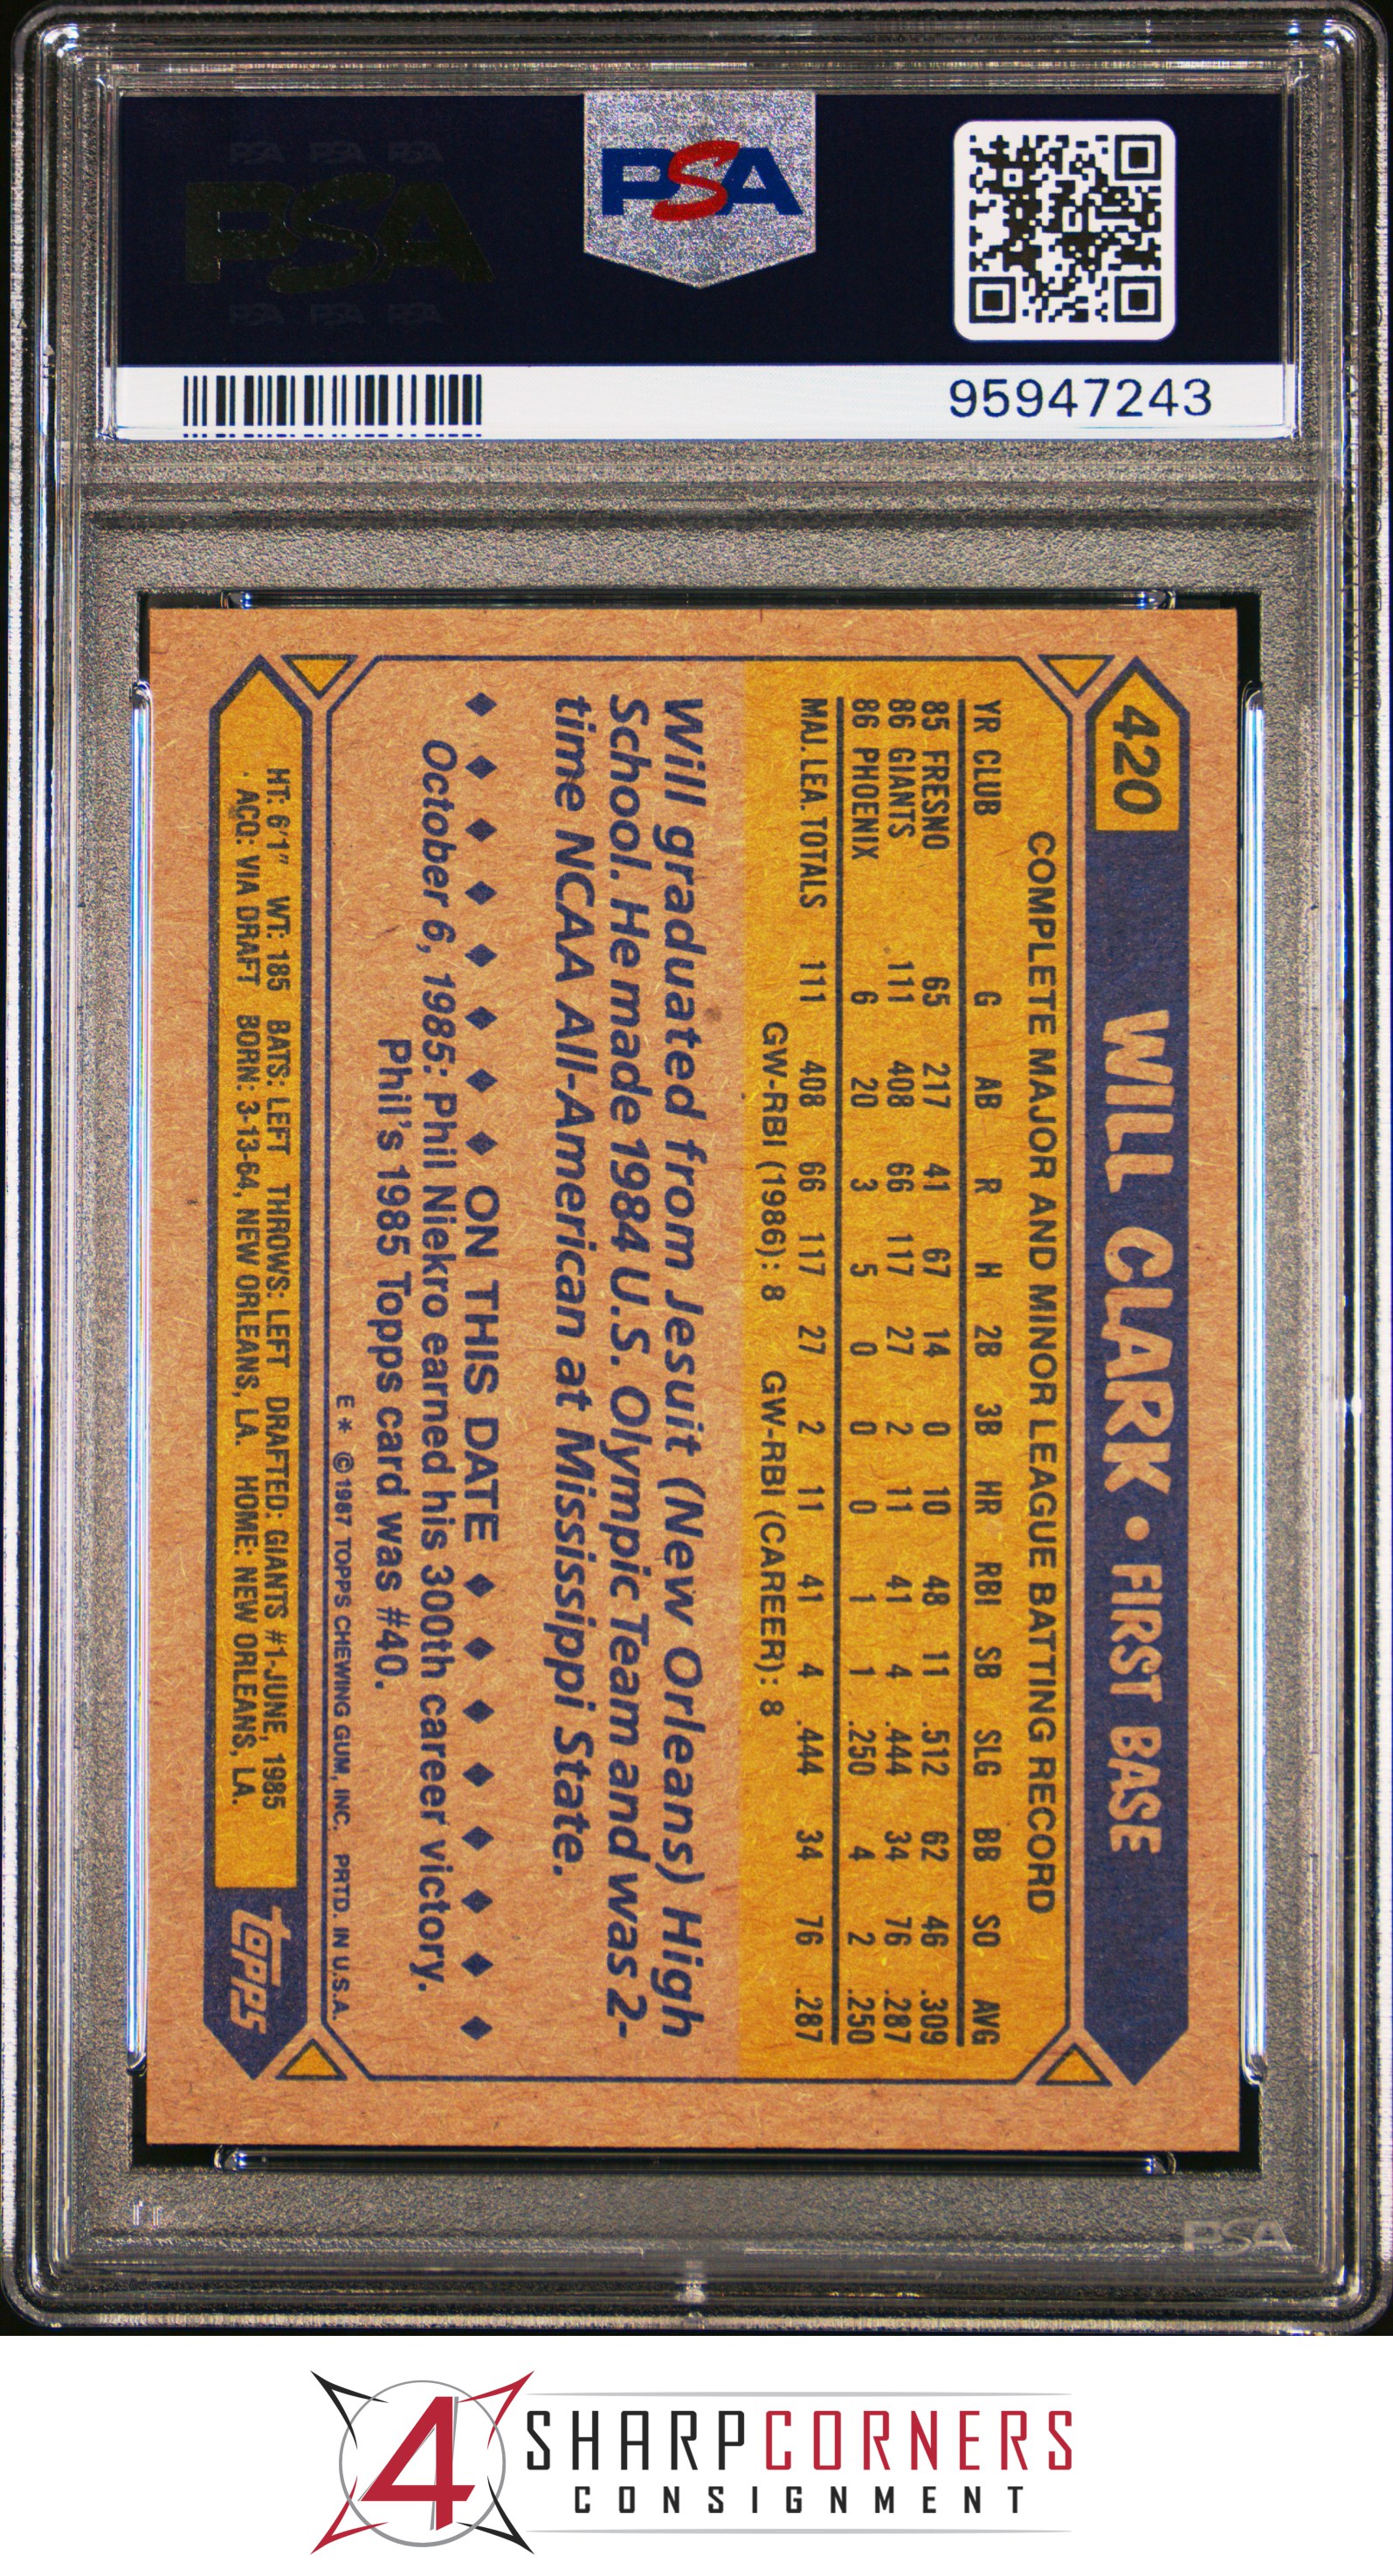 PSA PSA PSA
PSA
PSA PSA PSA
PSA
95947243
420 WILL CLARK • FIRST BASE
COMPLETE MAJOR AND MINOR LEAGUE BATTING RECORD
YR CLUB G AB R H 2B 3B HR RBI SB SLG BB SO AVG
85 FRESNO 65 217 41 67 14 0 10 48 11 .512 62 46 .309
86 GIANTS 111 408 66 117 27 2 11 41 4 .444 34 76 .287
86 PHOENIX 6 20 3 5 0 0 0 1 1 .250 4 2 .250
MAJ. LEA. TOTALS 111 408 66 117 27 2 11 41 4 .444 34 76 .287
GW-RBI (1986): 8 GW-RBI (CAREER): 8
Will graduated from Jesuit (New Orleans) High
School. He made 1984 U.S. Olympic Team and was 2-
time NCAA All-American at Mississippi State.
◆ ◆ ◆ ◆ ◆ ◆ ◆ ◆ ON THIS DATE ◆ ◆ ◆ ◆ ◆ ◆ ◆ ◆
October 6, 1985: Phil Niekro earned his 300th career victory.
Phil's 1985 Topps card was #40.
E* ©1987 TOPPS CHEWING GUM, INC. PRTD. IN U.S.A.
HT: 6'1" WT: 185 BATS: LEFT THROWS: LEFT DRAFTED: GIANTS #1-JUNE, 1985
ACQ: VIA DRAFT BORN: 3-13-64, NEW ORLEANS, LA. HOME: NEW ORLEANS, LA.
topps
PSA
4 SHARPCORNERS
CONSIGNMENT